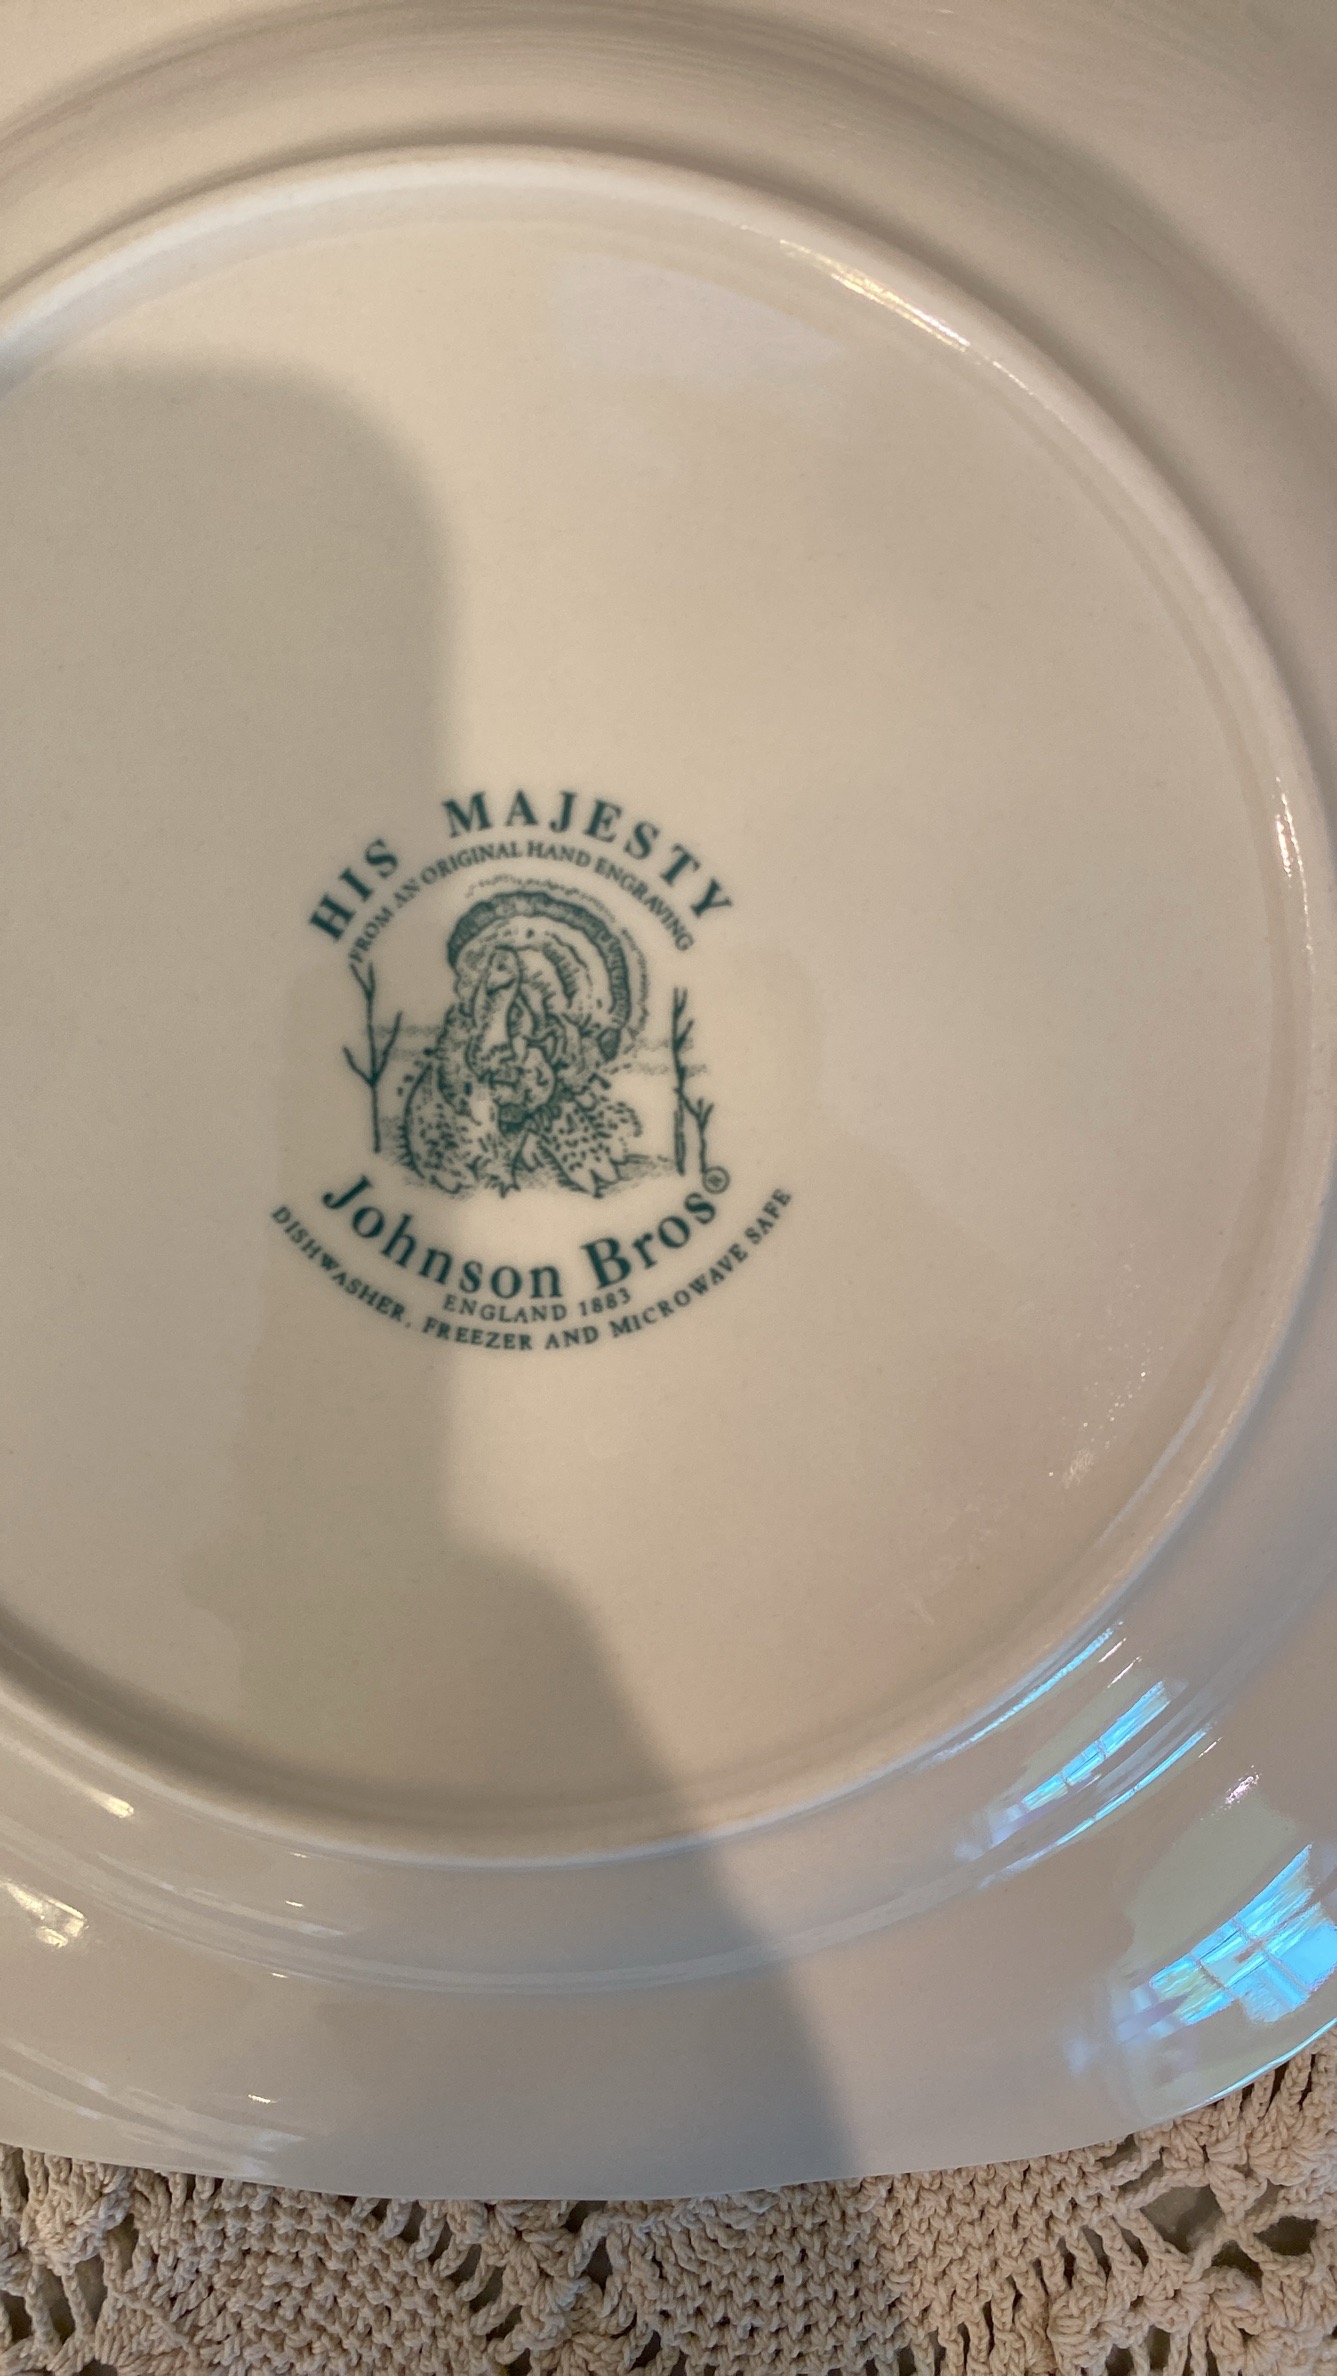 HIS MAJESTY
FROM AN ORIGINAL HAND ENGRAVING
Johnson Bros®
ENGLAND 1883
DISHWASHER, FREEZER AND MICROWAVE SAFE